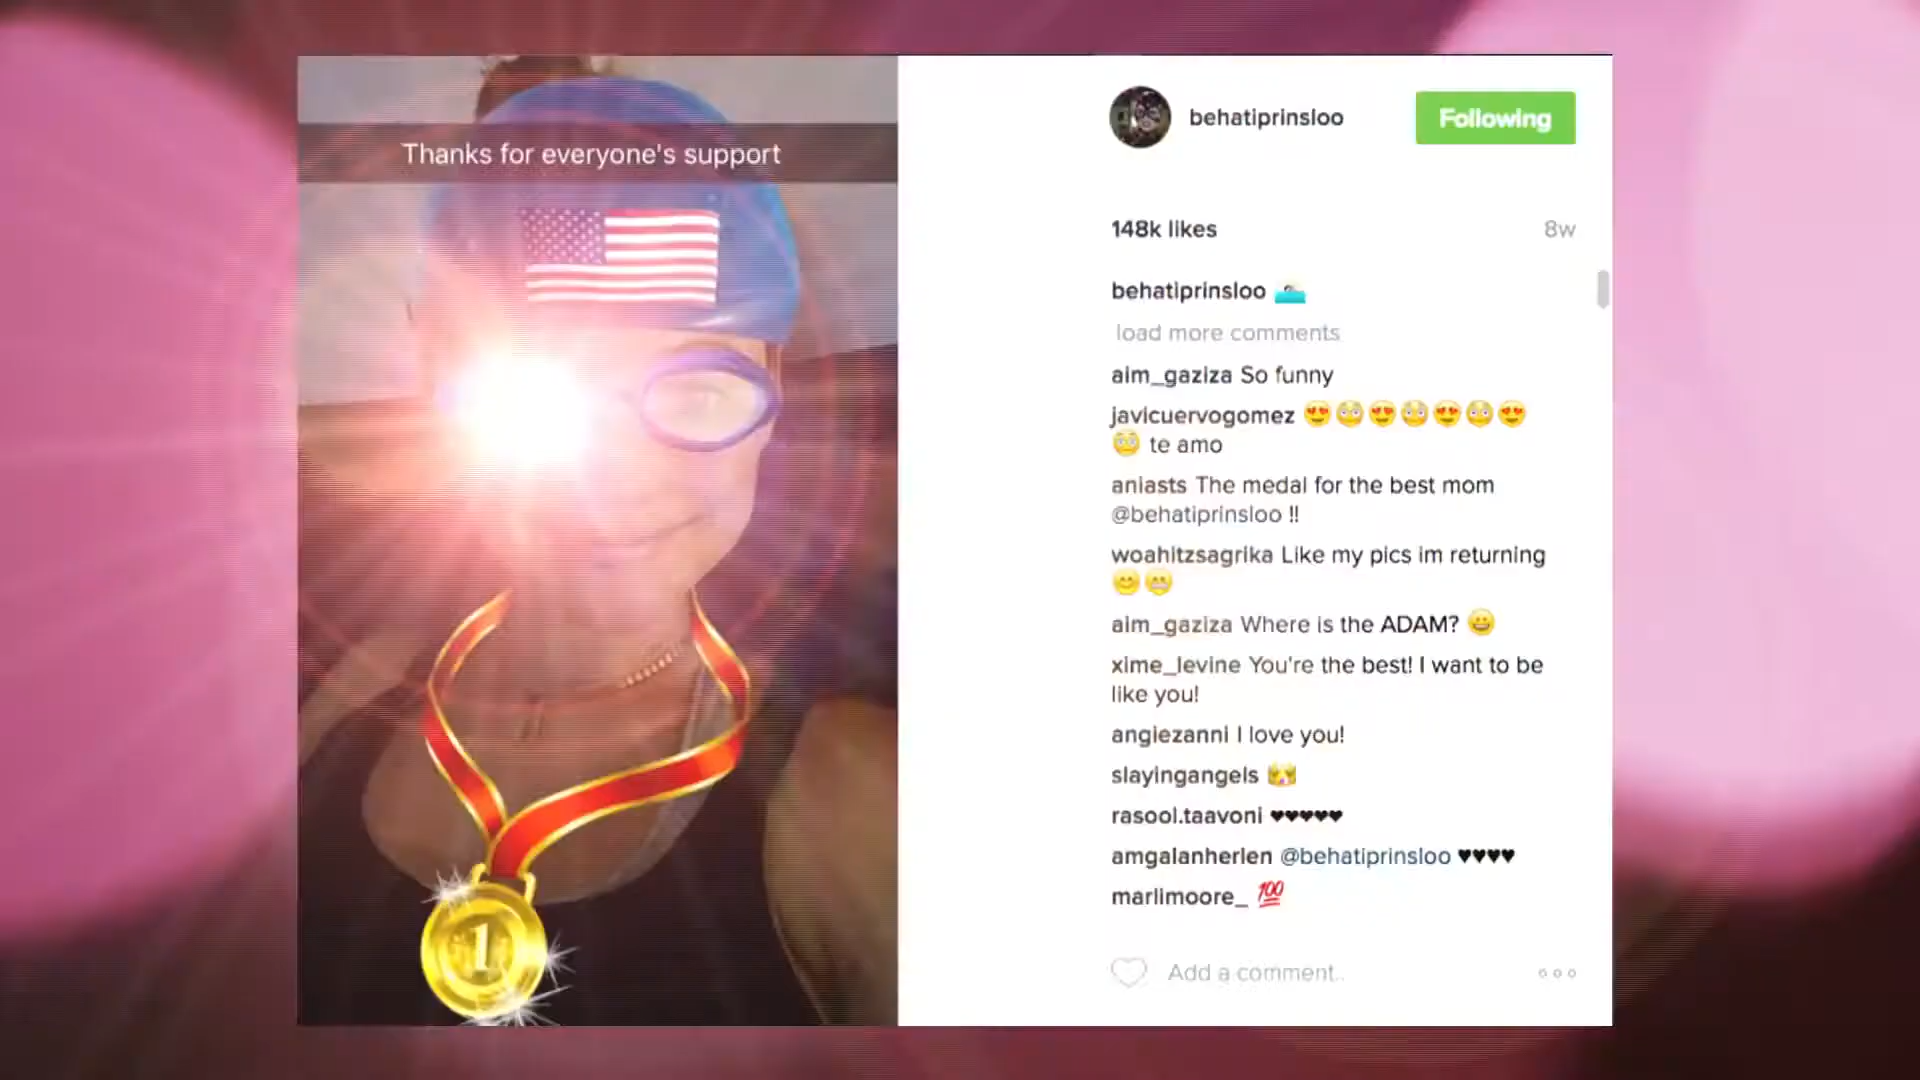 Thanks for everyone's support
behatiprinsloo
Following
148k likes
8w
behatiprinsloo
load more comments
aim_gaziza So funny
javicuervogomez 😍😳😍😳😍😳😍
😳 te amo
aniasts The medal for the best mom
@behatiprinsloo !!
woahitzsagrika Like my pics im returning
😊😁
aim_gaziza Where is the ADAM? 😀
xime_levine You're the best! I want to be
like you!
angiezanni I love you!
slayingangels
rasool.taavoni ♥♥♥♥♥
amgalanherlen @behatiprinsloo ♥♥♥♥
marlimoore_ 💯
1
Add a comment..